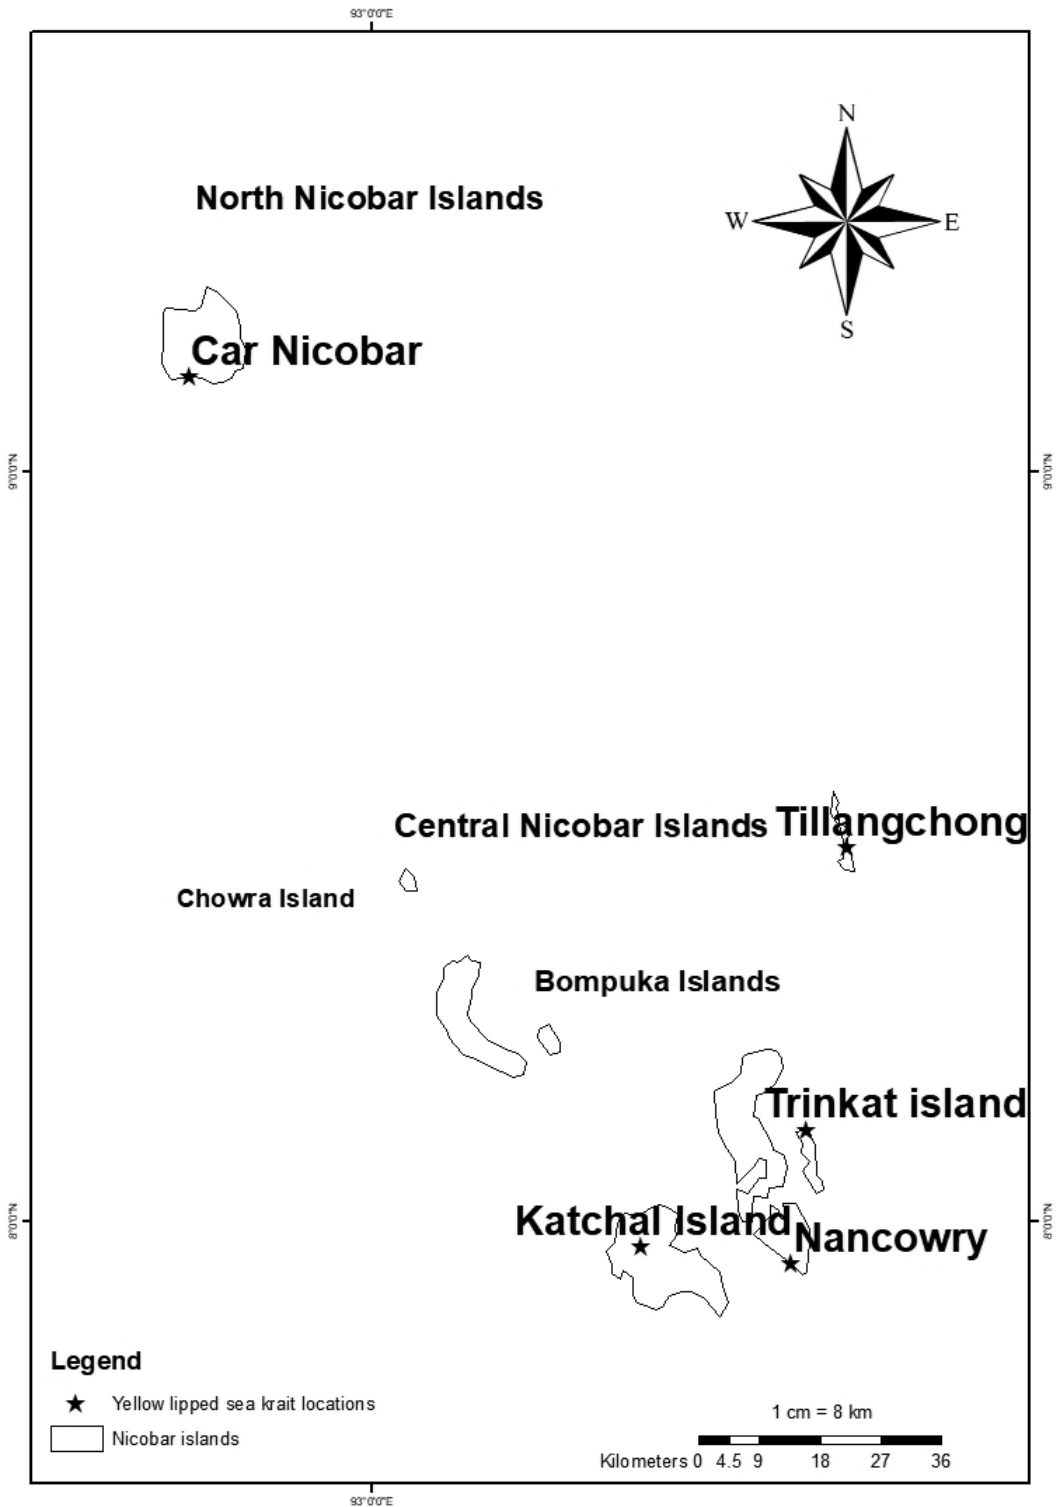 93°0'0"E
N
North Nicobar Islands
W
E
S
Car Nicobar
9°0'0"N
9°0'0"N
Central Nicobar Islands
Tillangchong
Chowra Island
Bompuka Islands
Trinkat island
Katchal Island
Nancowry
8°0'0"N
8°0'0"N
Legend
Yellow lipped sea krait locations
Nicobar islands
1 cm = 8 km
Kilometers 0 4.5 9 18 27 36
93°0'0"E